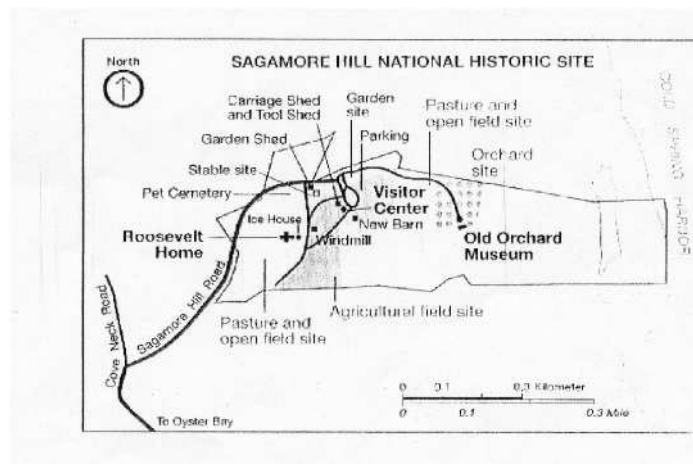 SAGAMORE HILL NATIONAL HISTORIC SITE
North
Carriage Shed
and Tool Shed
Garden
site
Pasture and
open field site
Garden Shed
Parking
Orchard
site
Stable site
Pet Cemetery
Visitor
Center
Ice House
New Barn
Roosevelt
Home
Windmill
Old Orchard
Museum
COLD SPRING HARBOR
Sagamore Hill Road
Cove Neck Road
Pasture and
open field site
Agricultural field site
To Oyster Bay
0 0.1 0.3 Kilometer
0 0.1 0.3 Mile